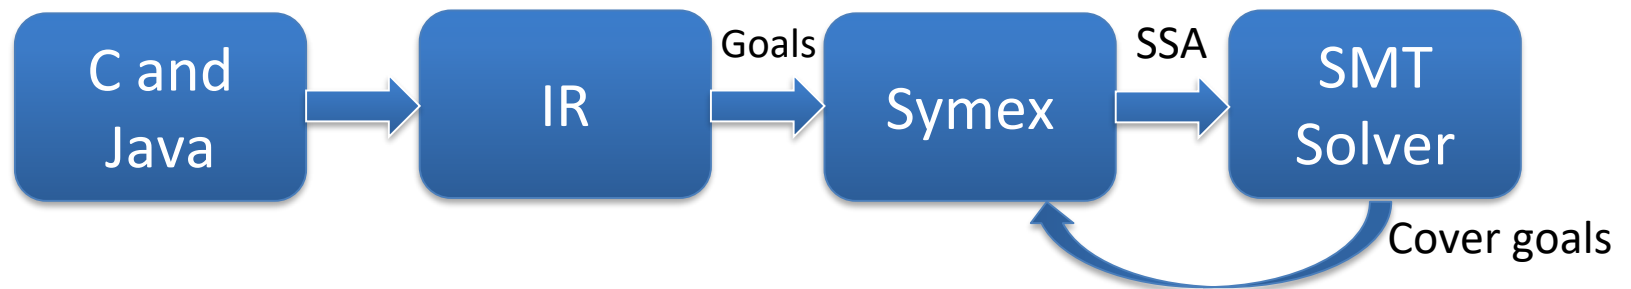 C and
Java
IR
Goals
Symex
SSA
SMT
Solver
Cover goals